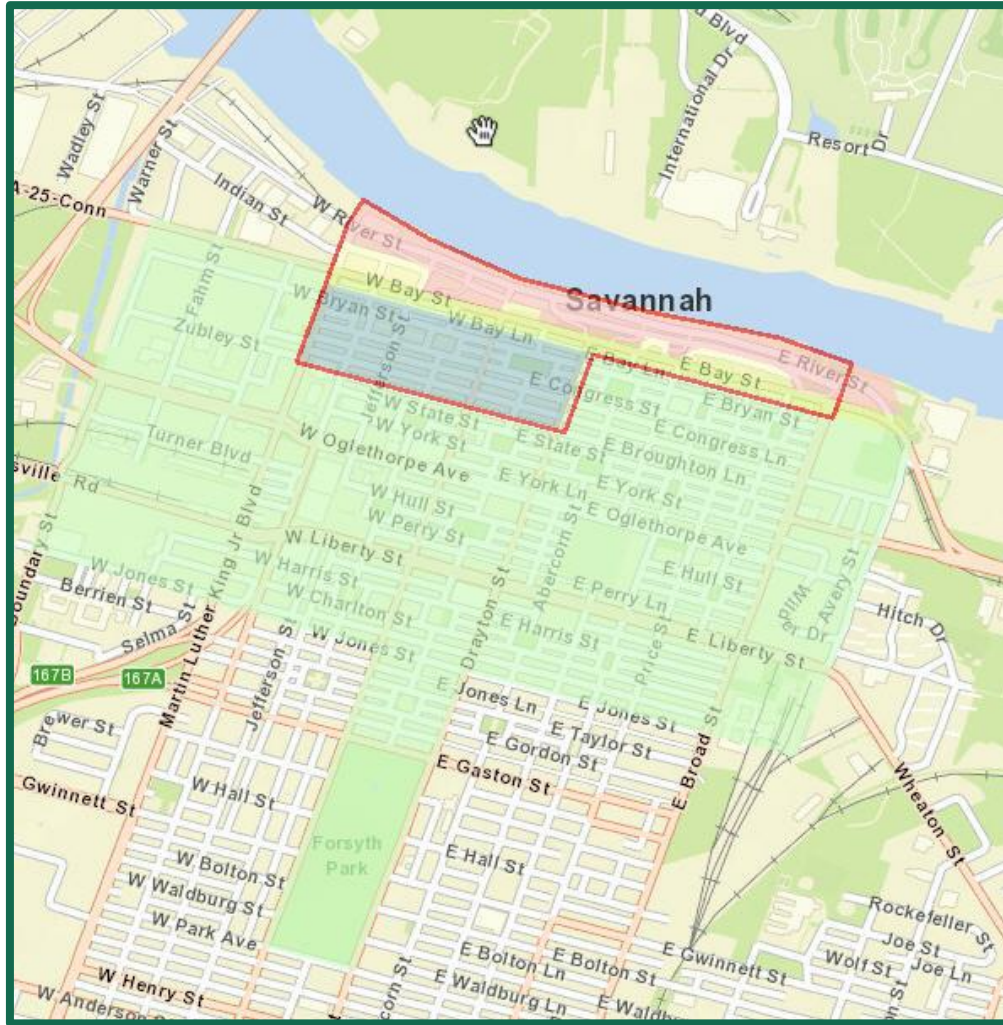 International Dr
Resort Dr
Wadley St
Warner St
Indian St
W River St
A-25-Conn
Savannah
Fahm St
W Bay St
W Bryan St
W Bay Ln
Zubley St
Jefferson St
E Bay Ln
E Bay St
E River St
E Congress St
E Bryan St
W State St
W York St
E State St
E Congress Ln
E Broughton Ln
W Oglethorpe Ave
Turner Blvd
E York Ln
E York St
E Oglethorpe Ave
W Hull St
W Perry St
Abercorn St
W Liberty St
E Hull St
W Harris St
E Perry Ln
W Jones St
Berrien St
W Charlton St
Drayton St
E Harris St
E Liberty St
Price St
Avery St
Hitch Dr
Selma St
W Jones St
167B
167A
Martin Luther King Jr Blvd
Jefferson St
E Jones Ln
E Jones St
E Taylor St
E Gordon St
E Broad St
Brewer St
E Gaston St
Gwinnett St
W Hall St
Wheaton St
Forsyth
Park
E Hall St
W Bolton St
W Waldburg St
W Park Ave
Rockefeller St
Joe St
Joe Ln
Wolf St
E Gwinnett St
E Bolton Ln
E Bolton St
W Henry St
E Waldburg Ln